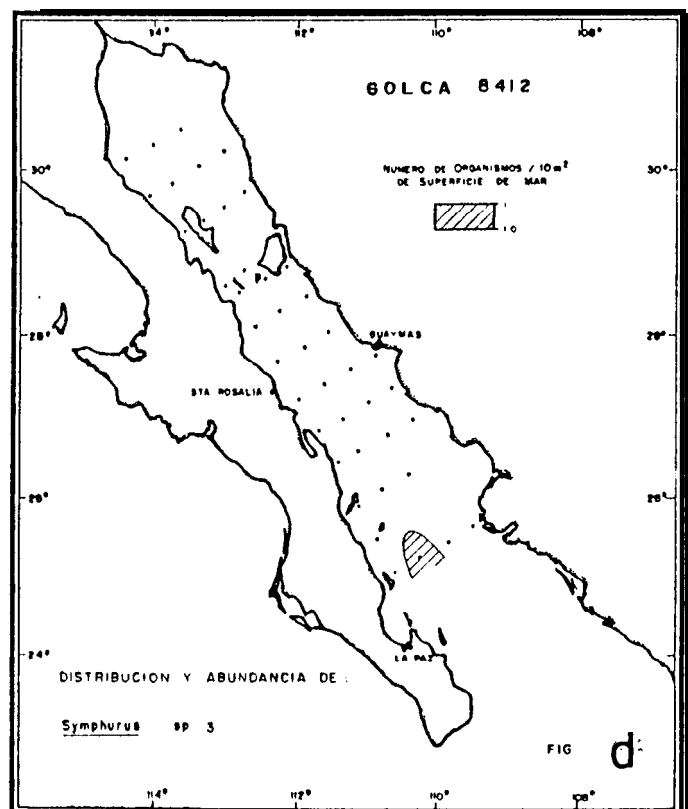 114° 112° 110° 108°
GOLCA 8412
NUMERO DE ORGANISMOS / 10m²
DE SUPERFICIE DE MAR
1
10
30° 30°
GUAYMAS
28° 28°
STA ROSALIA
26° 26°
24° 24°
LA PAZ
DISTRIBUCION Y ABUNDANCIA DE :
Symphurus sp 3
FIG d
114° 112° 110° 108°